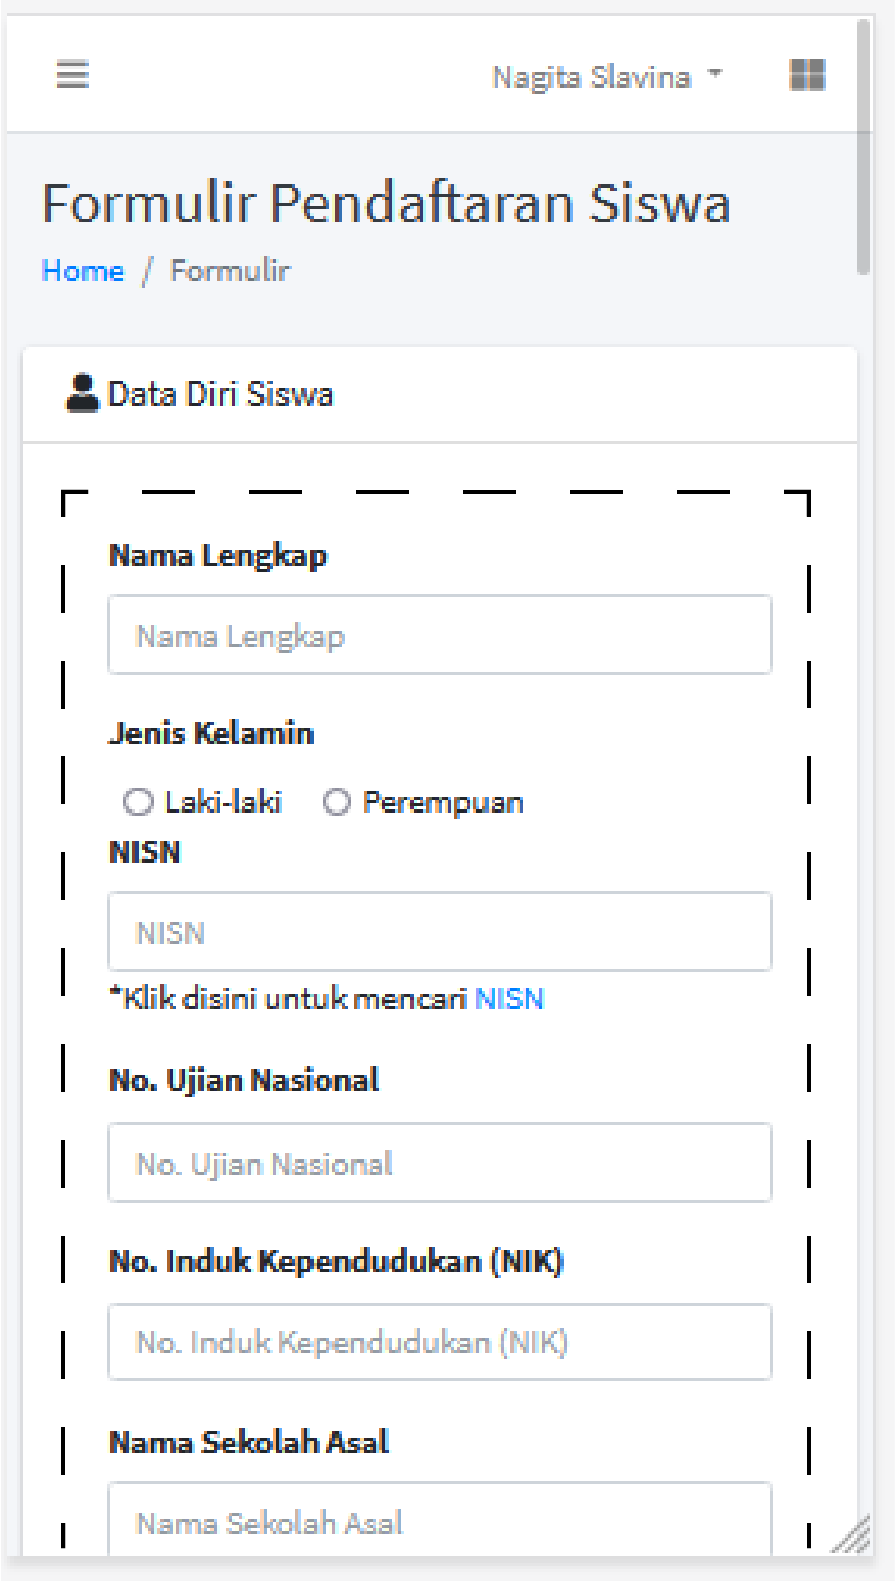 Nagita Slavina
Formulir Pendaftaran Siswa
Home / Formulir
Data Diri Siswa
Nama Lengkap
Nama Lengkap
Jenis Kelamin
Laki-laki Perempuan
NISN
NISN
*Klik disini untuk mencari NISN
No. Ujian Nasional
No. Ujian Nasional
No. Induk Kependudukan (NIK)
No. Induk Kependudukan (NIK)
Nama Sekolah Asal
Nama Sekolah Asal